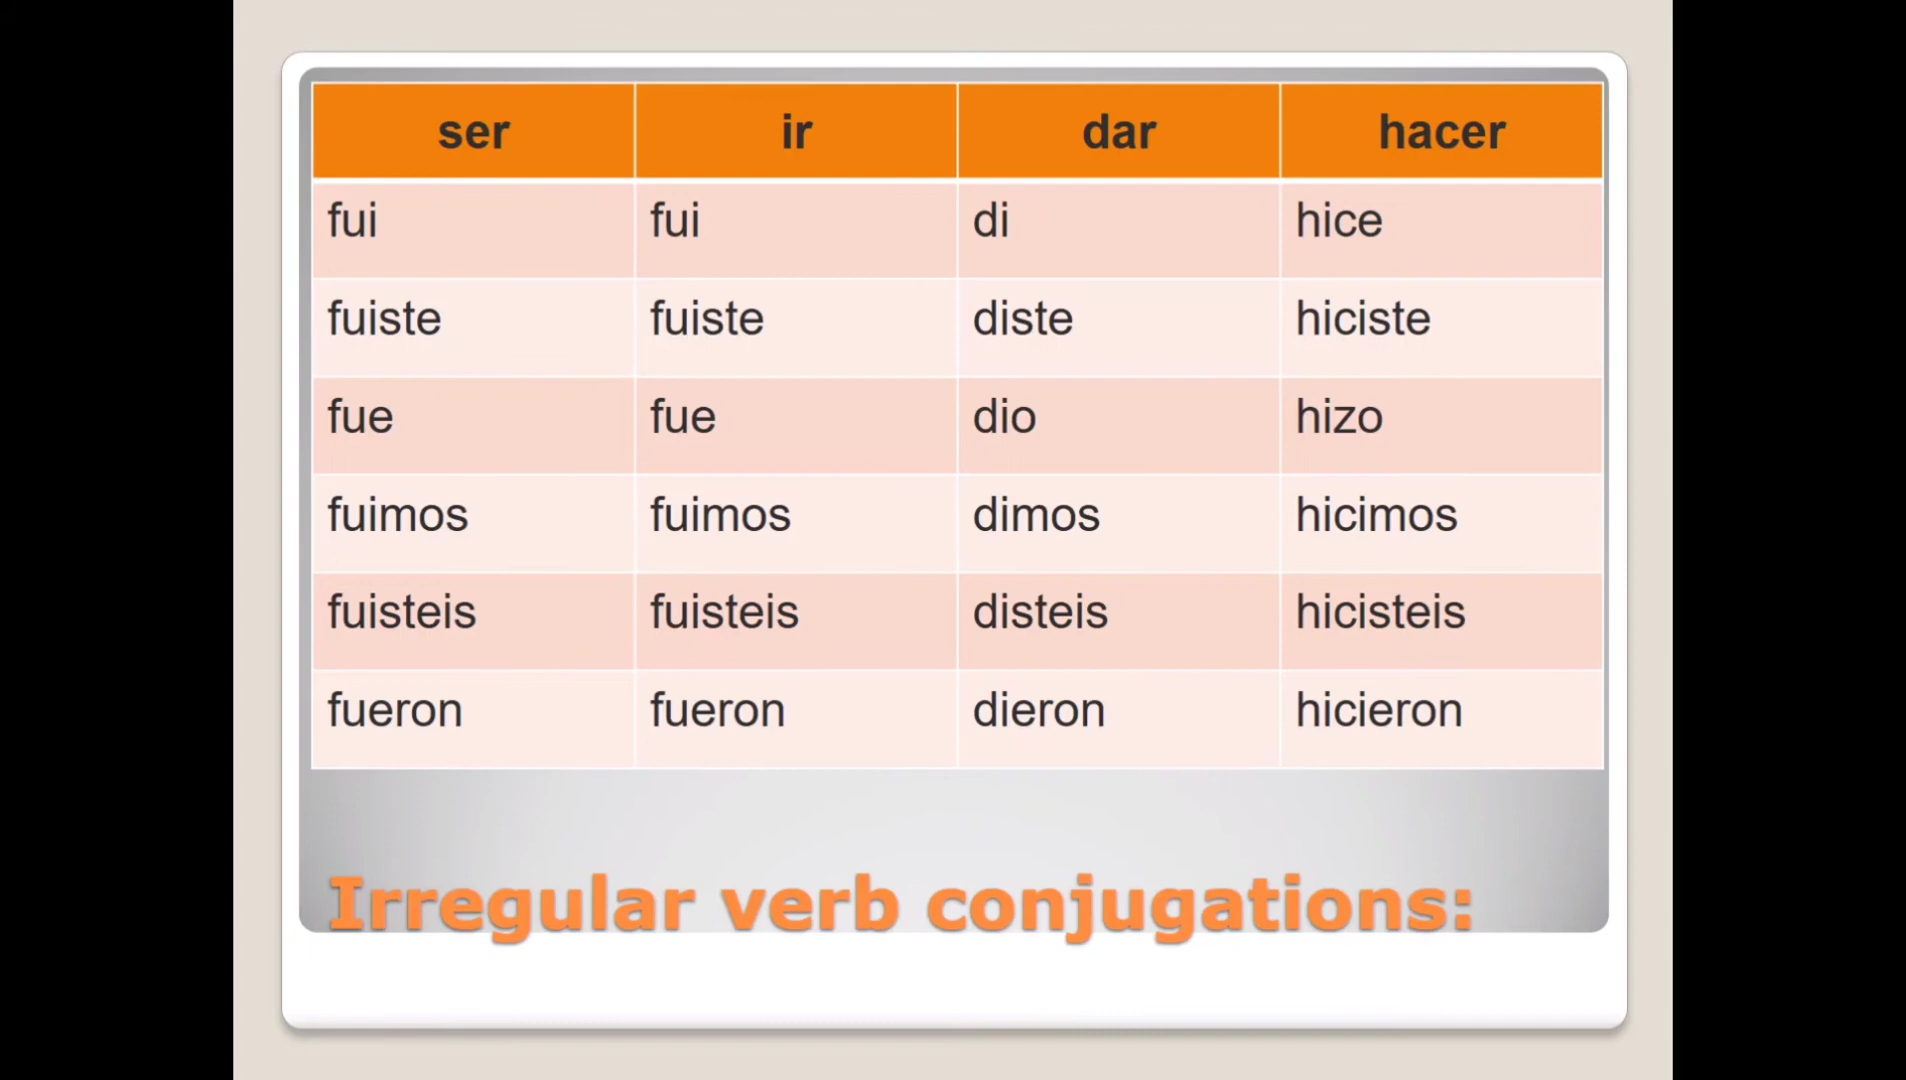 ser ir dar hacer
fui fui di hice
fuiste fuiste diste hiciste
fue fue dio hizo
fuimos fuimos dimos hicimos
fuisteis fuisteis disteis hicisteis
fueron fueron dieron hicieron
Irregular verb conjugations: